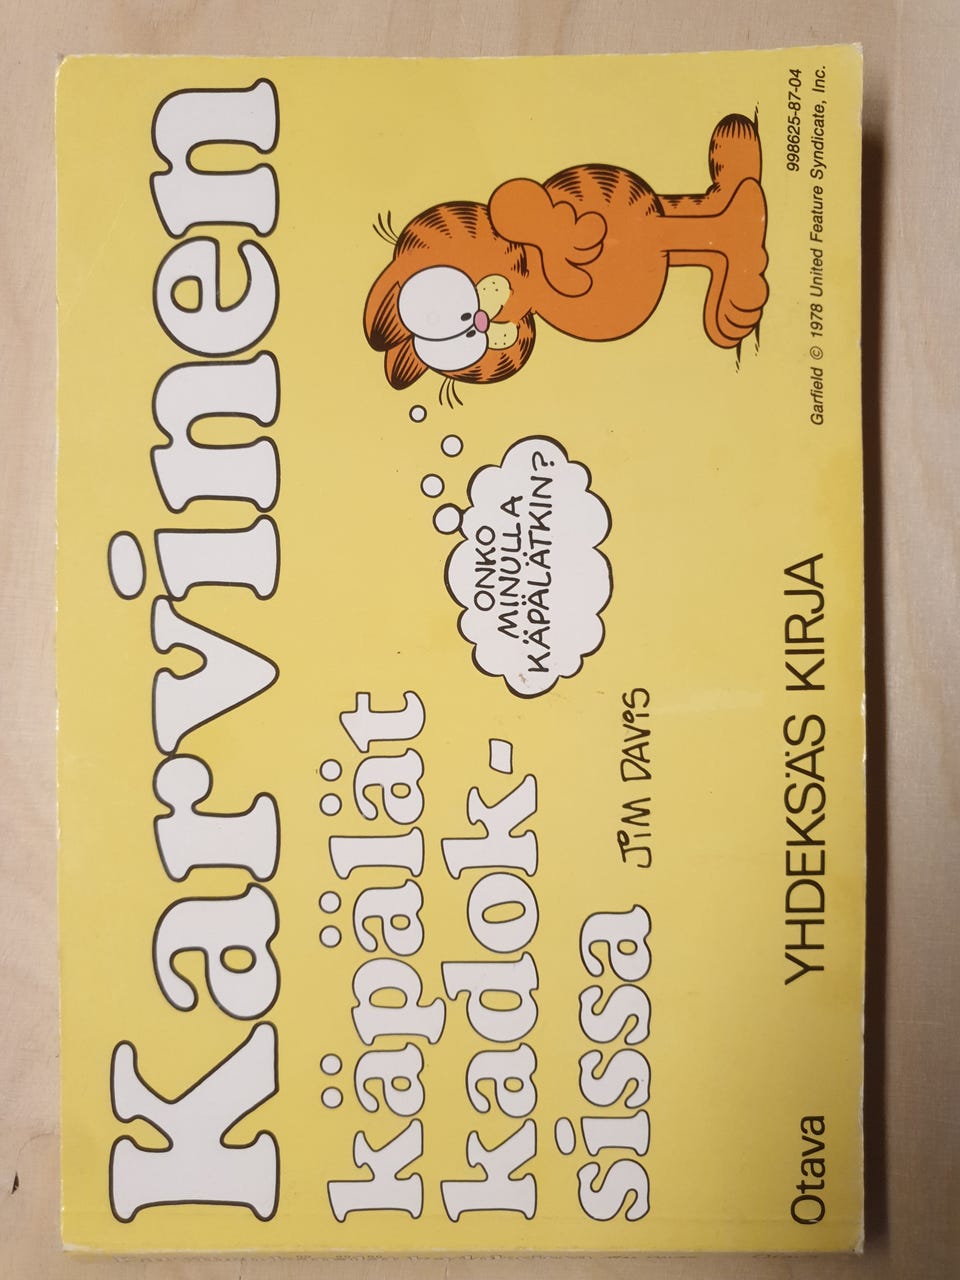 Karvinen
käpälät
kadok-
sissa
JiM DAViS
ONKO
MINULLA
KÄPÄLÄTKIN?
Otava
YHDEKSÄS KIRJA
998625-87-04
Garfield © 1978 United Feature Syndicate, Inc.